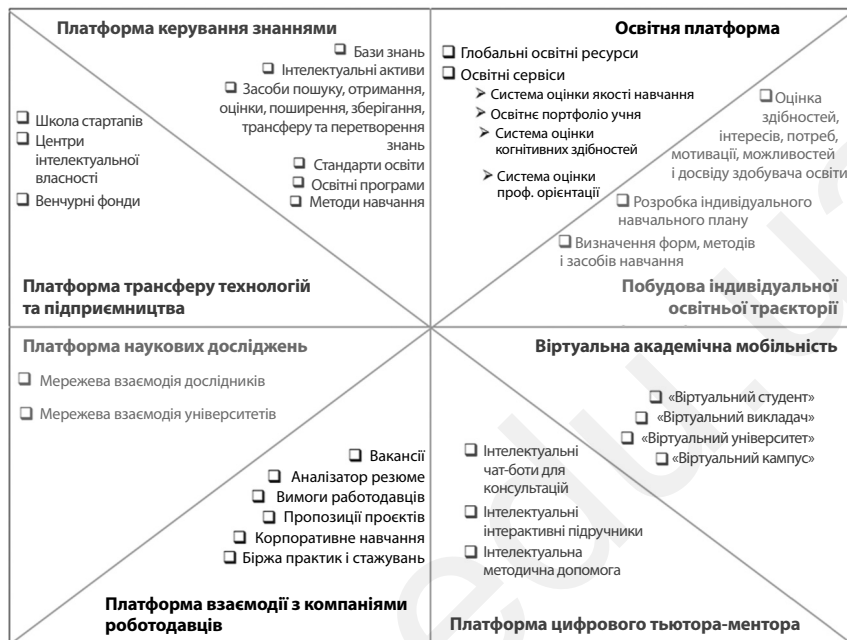 Платформа керування знаннями
❑ Бази знань
❑ Інтелектуальні активи
❑ Засоби пошуку, отримання,
оцінки, поширення, зберігання,
трансферу та перетворення
знань
❑ Стандарти освіти
❑ Освітні програми
❑ Методи навчання
❑ Школа стартапів
❑ Центри
інтелектуальної
власності
❑ Венчурні фонди
Платформа трансферу технологій
та підприємництва
Освітня платформа
❑ Глобальні освітні ресурси
❑ Освітні сервіси
➤ Система оцінки якості навчання
➤ Освітнє портфоліо учня
➤ Система оцінки
когнітивних здібностей
➤ Система оцінки
проф. орієнтації
❑ Оцінка
здібностей,
інтересів, потреб,
мотивації, можливостей
і досвіду здобувача освіти
❑ Розробка індивідуального
навчального плану
❑ Визначення форм, методів
і засобів навчання
Побудова індивідуальної
освітньої траєкторії
Платформа наукових досліджень
❑ Мережева взаємодія дослідників
❑ Мережева взаємодія університетів
❑ Вакансії
❑ Аналізатор резюме
❑ Вимоги работодавців
❑ Пропозиції проєктів
❑ Корпоративне навчання
❑ Біржа практик і стажувань
Платформа взаємодії з компаніями
роботодавців
Віртуальна академічна мобільність
❑ «Віртуальний студент»
❑ «Віртуальний викладач»
❑ «Віртуальний університет»
❑ «Віртуальний кампус»
❑ Інтелектуальні
чат-боти для
консультацій
❑ Інтелектуальні
інтерактивні підручники
❑ Інтелектуальна
методична допомога
Платформа цифрового тьютора-ментора
edu.ua